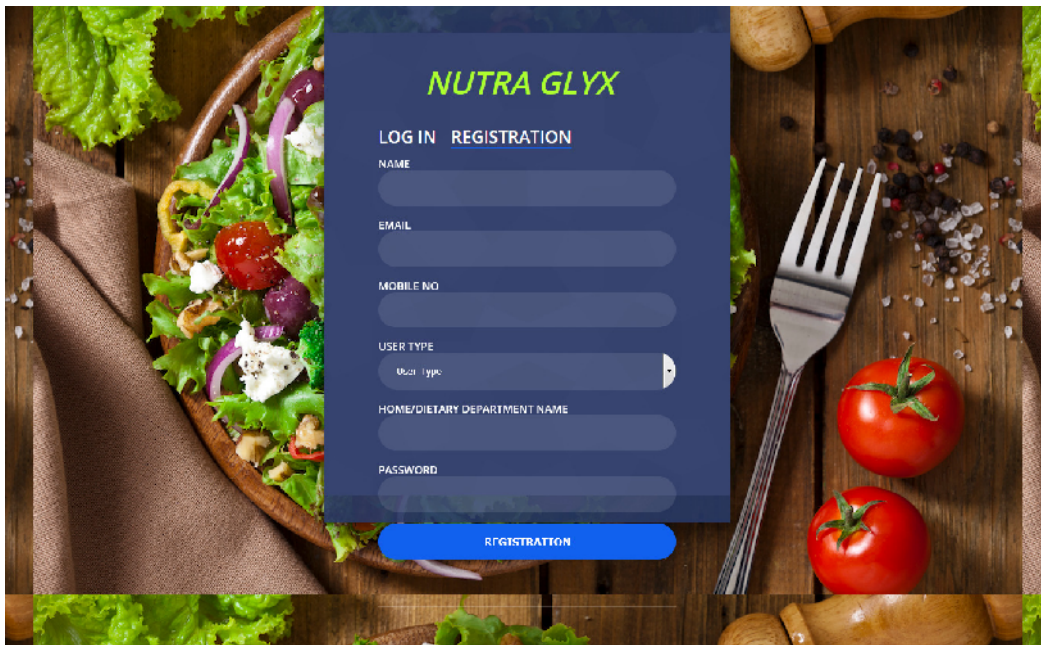 NUTRA GLYX
LOG IN REGISTRATION
NAME
EMAIL
MOBILE NO
USER TYPE
User Type
HOME/DIETARY DEPARTMENT NAME
PASSWORD
REGISTRATION